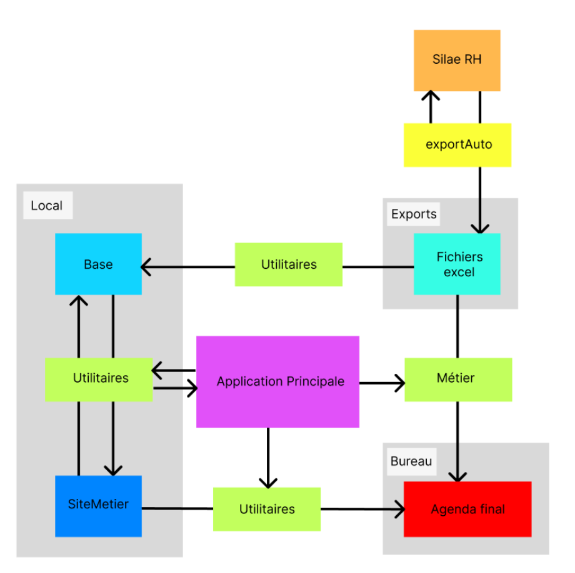 Silae RH
exportAuto
Local
Exports
Base
Utilitaires
Fichiers
excel
Utilitaires
Application Principale
Métier
Bureau
SiteMetier
Utilitaires
Agenda final